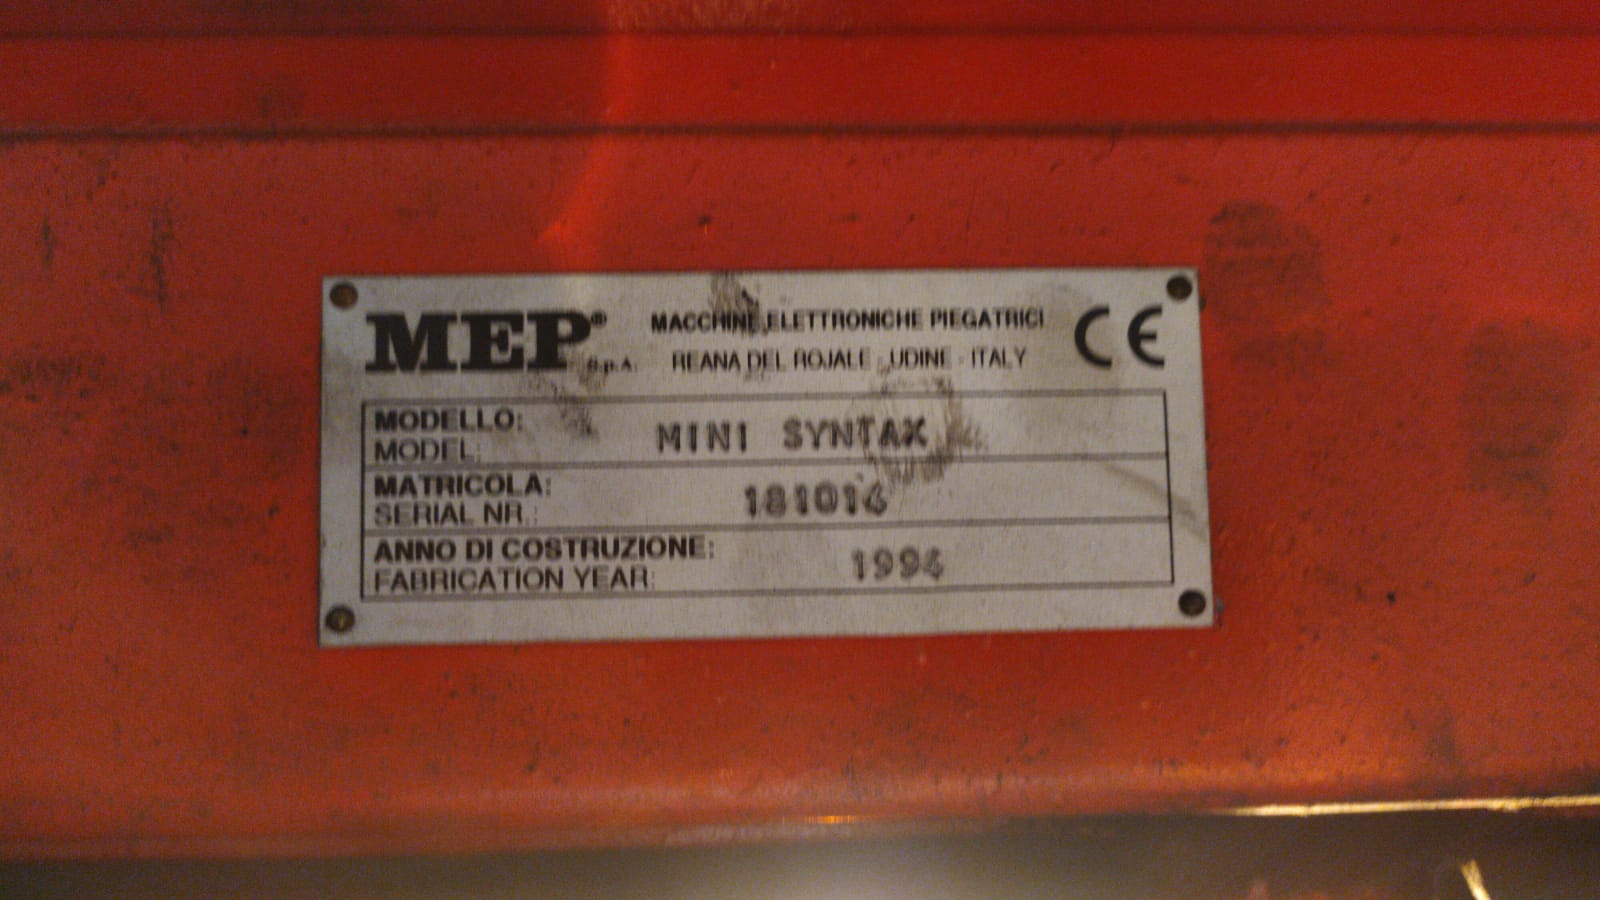 MEP® S.p.A.
MACCHINE ELETTRONICHE PIEGATRICI
REANA DEL ROJALE - UDINE - ITALY
CE
MODELLO:
MODEL: MINI SYNTAX
MATRICOLA:
SERIAL NR.: 181014
ANNO DI COSTRUZIONE:
FABRICATION YEAR: 1994